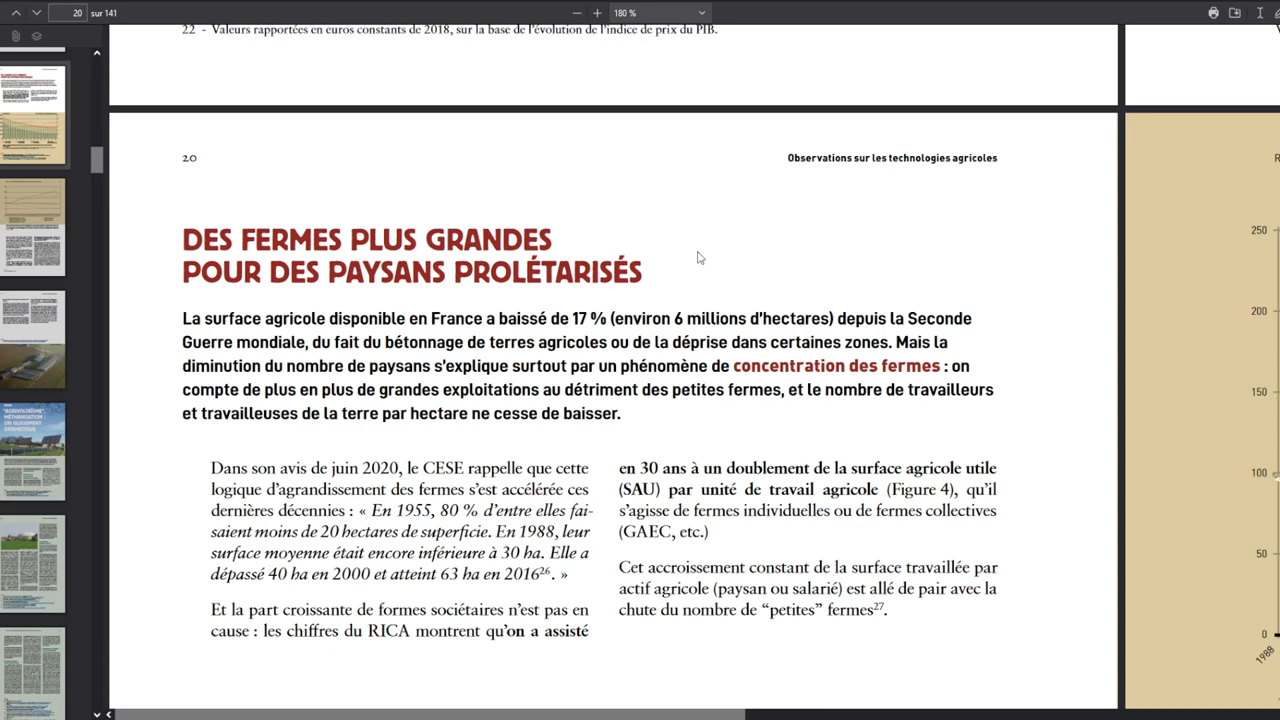 20 sur 141
180 %
22 - Valeurs rapportées en euros constants de 2018, sur la base de l'évolution de l'indice de prix du PIB.
20
Observations sur les technologies agricoles
DES FERMES PLUS GRANDES
POUR DES PAYSANS PROLÉTARISÉS
La surface agricole disponible en France a baissé de 17 % (environ 6 millions d'hectares) depuis la Seconde
Guerre mondiale, du fait du bétonnage de terres agricoles ou de la déprise dans certaines zones. Mais la
diminution du nombre de paysans s'explique surtout par un phénomène de concentration des fermes : on
compte de plus en plus de grandes exploitations au détriment des petites fermes, et le nombre de travailleurs
et travailleuses de la terre par hectare ne cesse de baisser.
Dans son avis de juin 2020, le CESE rappelle que cette
logique d'agrandissement des fermes s'est accélérée ces
dernières décennies : « En 1955, 80 % d'entre elles fai-
saient moins de 20 hectares de superficie. En 1988, leur
surface moyenne était encore inférieure à 30 ha. Elle a
dépassé 40 ha en 2000 et atteint 63 ha en 2016²⁶. »
Et la part croissante de formes sociétaires n'est pas en
cause : les chiffres du RICA montrent qu'on a assisté
en 30 ans à un doublement de la surface agricole utile
(SAU) par unité de travail agricole (Figure 4), qu'il
s'agisse de fermes individuelles ou de fermes collectives
(GAEC, etc.)
Cet accroissement constant de la surface travaillée par
actif agricole (paysan ou salarié) est allé de pair avec la
chute du nombre de "petites" fermes²⁷.
250
200
150
100
50
0
1988